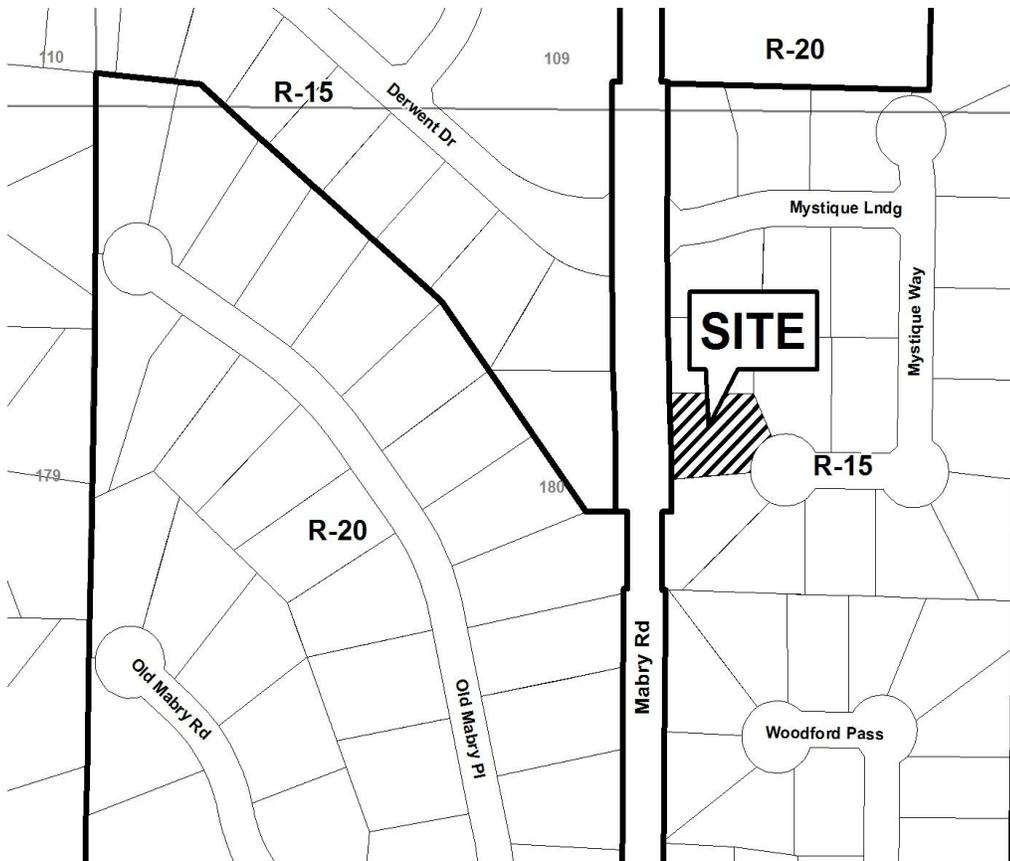 R-20
110
109
R-15
Derwent Dr
Mystique Lndg
Mystique Way
SITE
R-15
179
180
R-20
Mabry Rd
Old Mabry Rd
Old Mabry Pl
Woodford Pass